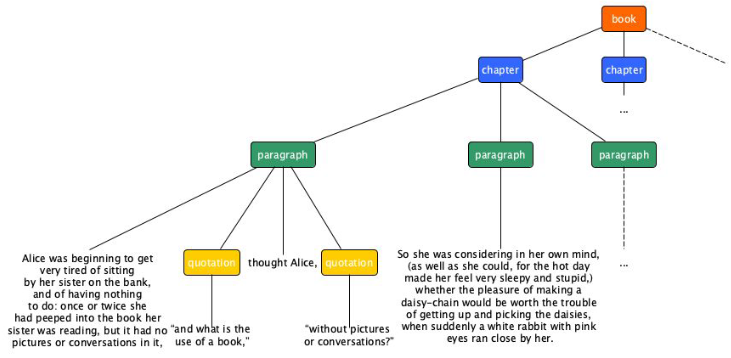 book
chapter
chapter
...
paragraph
paragraph
paragraph
Alice was beginning to get
very tired of sitting
by her sister on the bank,
and of having nothing
to do: once or twice she
had peeped into the book her
sister was reading, but it had no
pictures or conversations in it,
quotation
"and what is the
use of a book,"
thought Alice,
quotation
"without pictures
or conversations?"
So she was considering in her own mind,
(as well as she could, for the hot day
made her feel very sleepy and stupid,)
whether the pleasure of making a
daisy-chain would be worth the trouble
of getting up and picking the daisies,
when suddenly a white rabbit with pink
eyes ran close by her.
...